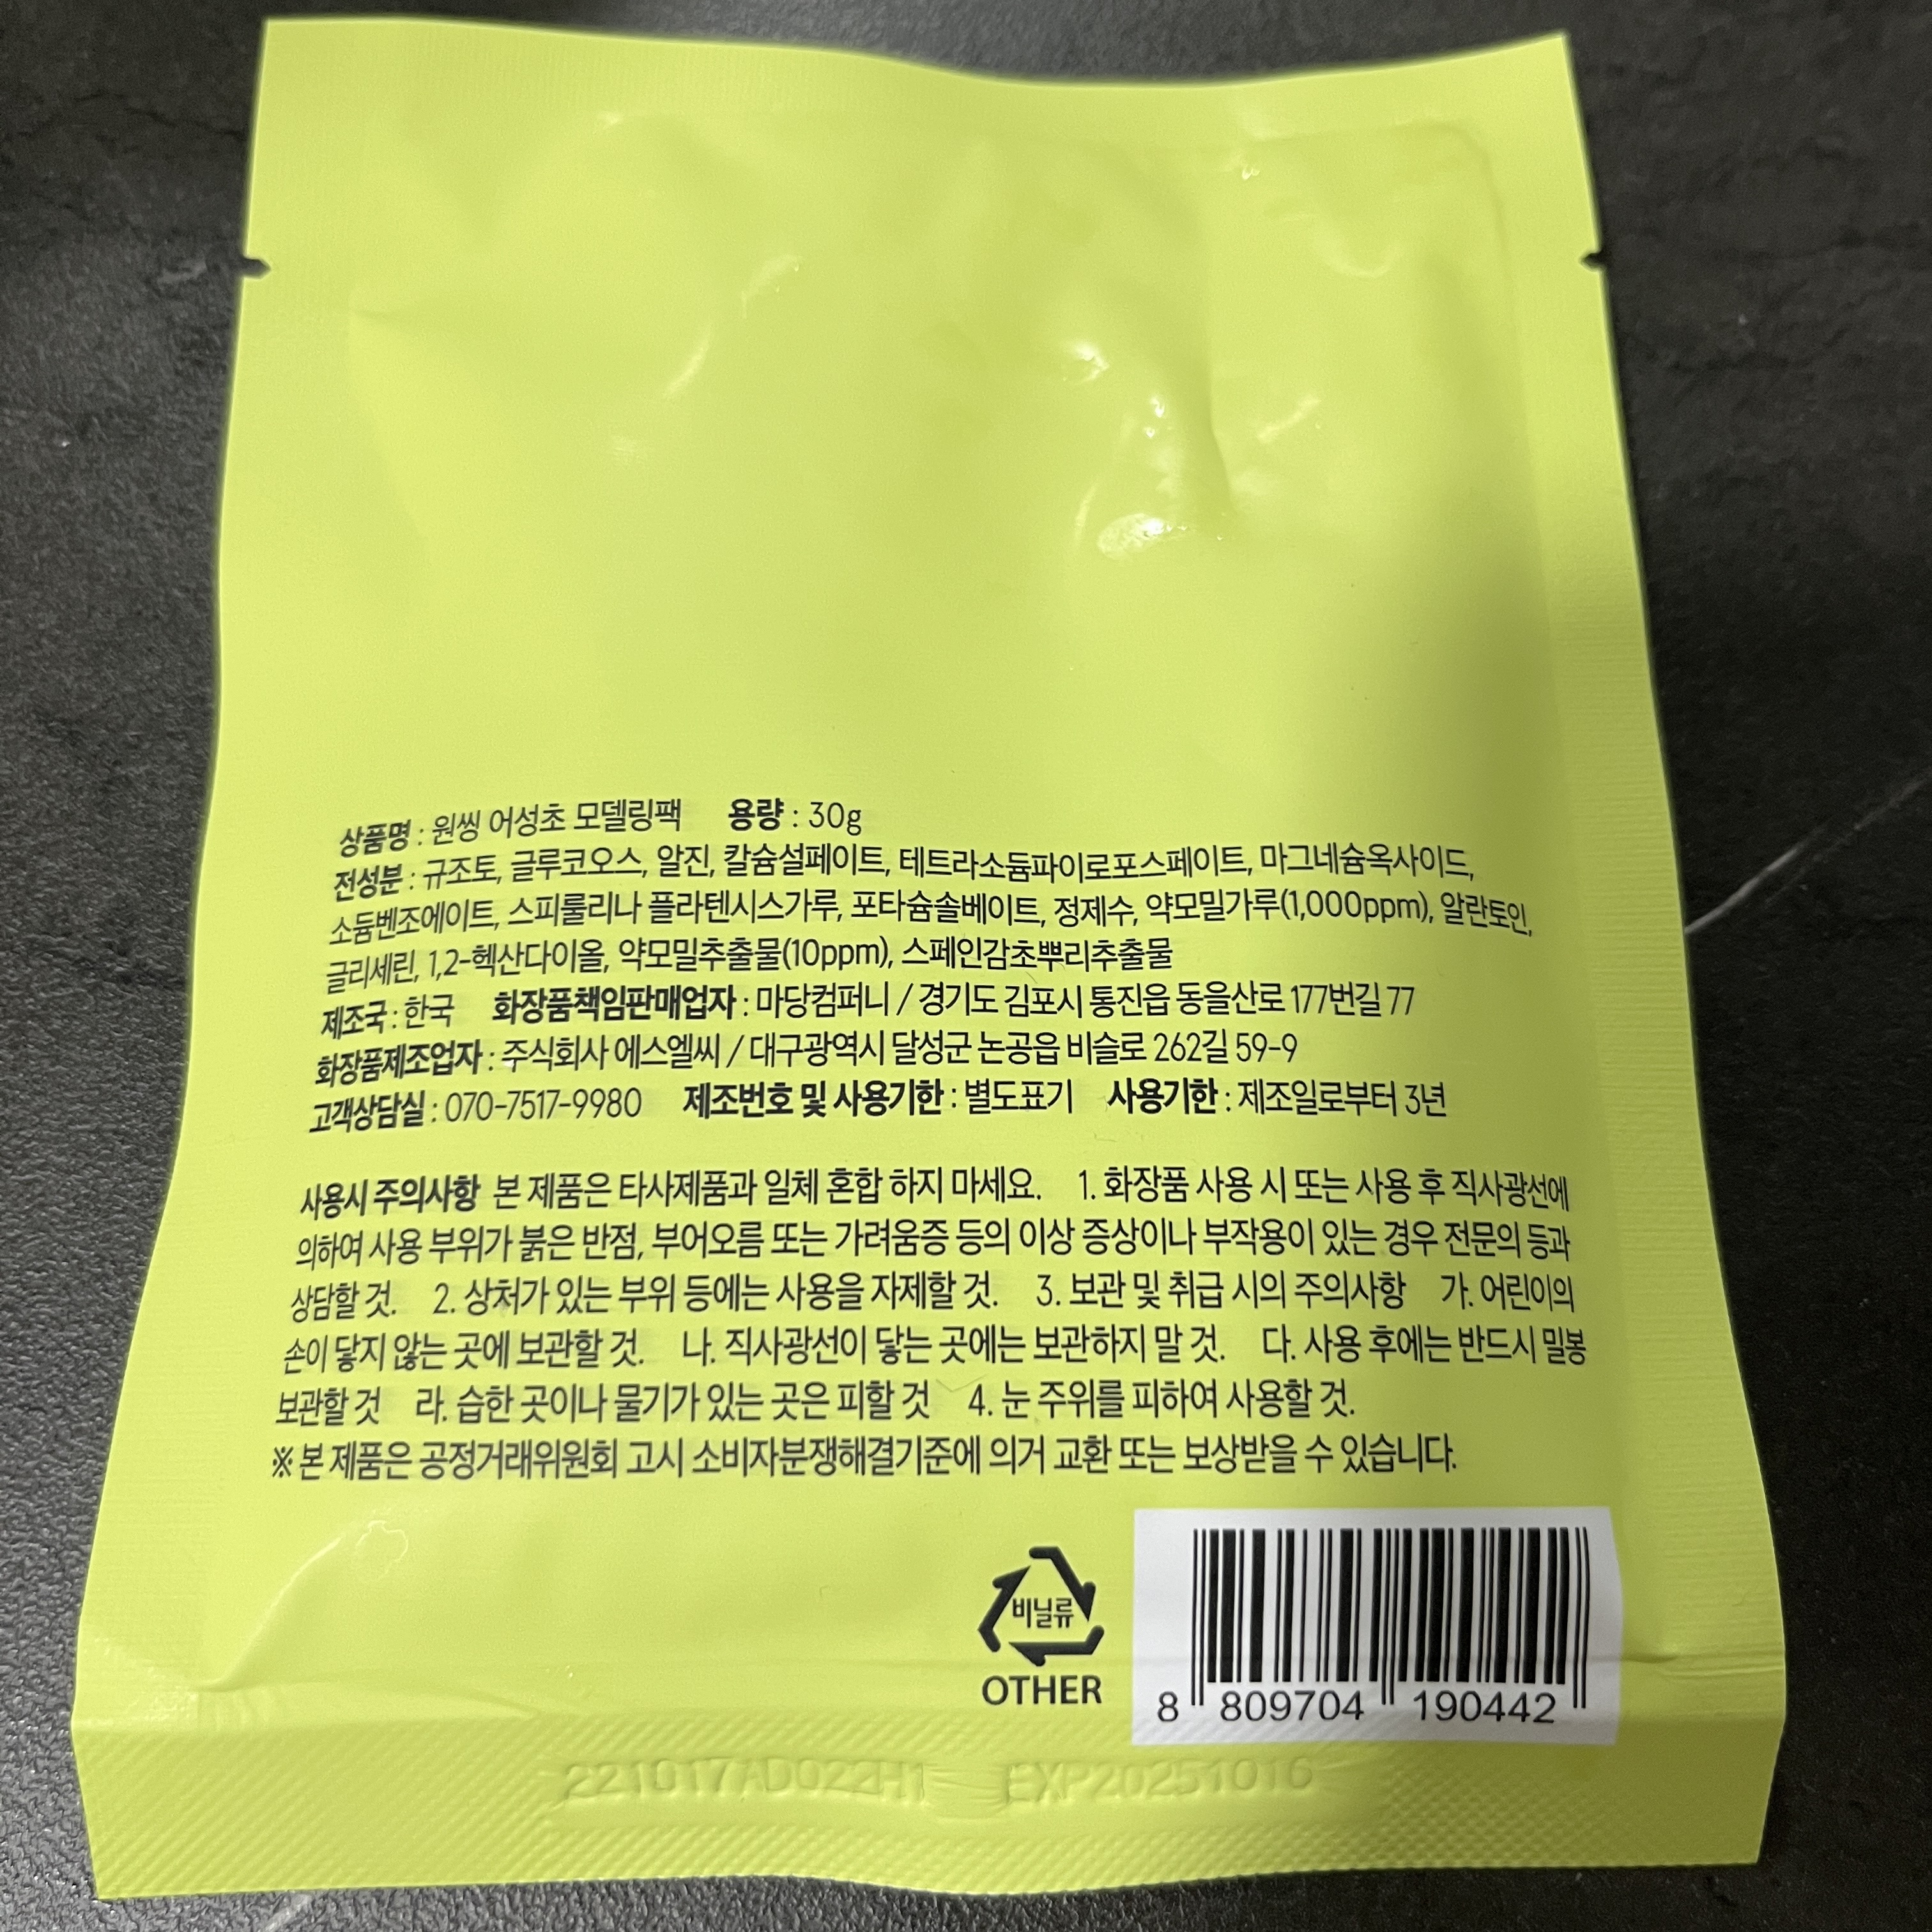 상품명 : 원씽 어성초 모델링팩 용량 : 30g
전성분 : 규조토, 글루코오스, 알진, 칼슘설페이트, 테트라소듐파이로포스페이트, 마그네슘옥사이드,
소듐벤조에이트, 스피룰리나 플라텐시스가루, 포타슘솔베이트, 정제수, 약모밀가루(1,000ppm), 알란토인,
글리세린, 1,2-헥산다이올, 약모밀추출물(10ppm), 스페인감초뿌리추출물
제조국 : 한국 화장품책임판매업자 : 마당컴퍼니 / 경기도 김포시 통진읍 동을산로 177번길 77
화장품제조업자 : 주식회사 에스엘씨 / 대구광역시 달성군 논공읍 비슬로 262길 59-9
고객상담실 : 070-7517-9980 제조번호 및 사용기한 : 별도표기 사용기한 : 제조일로부터 3년
사용시 주의사항 본 제품은 타사제품과 일체 혼합 하지 마세요. 1. 화장품 사용 시 또는 사용 후 직사광선에
의하여 사용 부위가 붉은 반점, 부어오름 또는 가려움증 등의 이상 증상이나 부작용이 있는 경우 전문의 등과
상담할 것. 2. 상처가 있는 부위 등에는 사용을 자제할 것. 3. 보관 및 취급 시의 주의사항 가. 어린이의
손이 닿지 않는 곳에 보관할 것. 나. 직사광선이 닿는 곳에는 보관하지 말 것. 다. 사용 후에는 반드시 밀봉
보관할 것 라. 습한 곳이나 물기가 있는 곳은 피할 것 4. 눈 주위를 피하여 사용할 것.
※ 본 제품은 공정거래위원회 고시 소비자분쟁해결기준에 의거 교환 또는 보상받을 수 있습니다.
비닐류
OTHER
8 809704 190442
221017AD022H1 EXP20251016